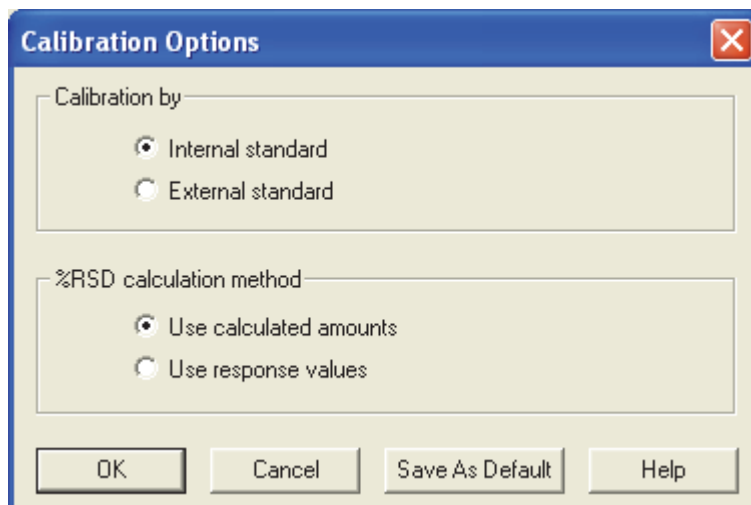 Calibration Options
Calibration by
Internal standard
External standard
%RSD calculation method
Use calculated amounts
Use response values
OK Cancel Save As Default Help